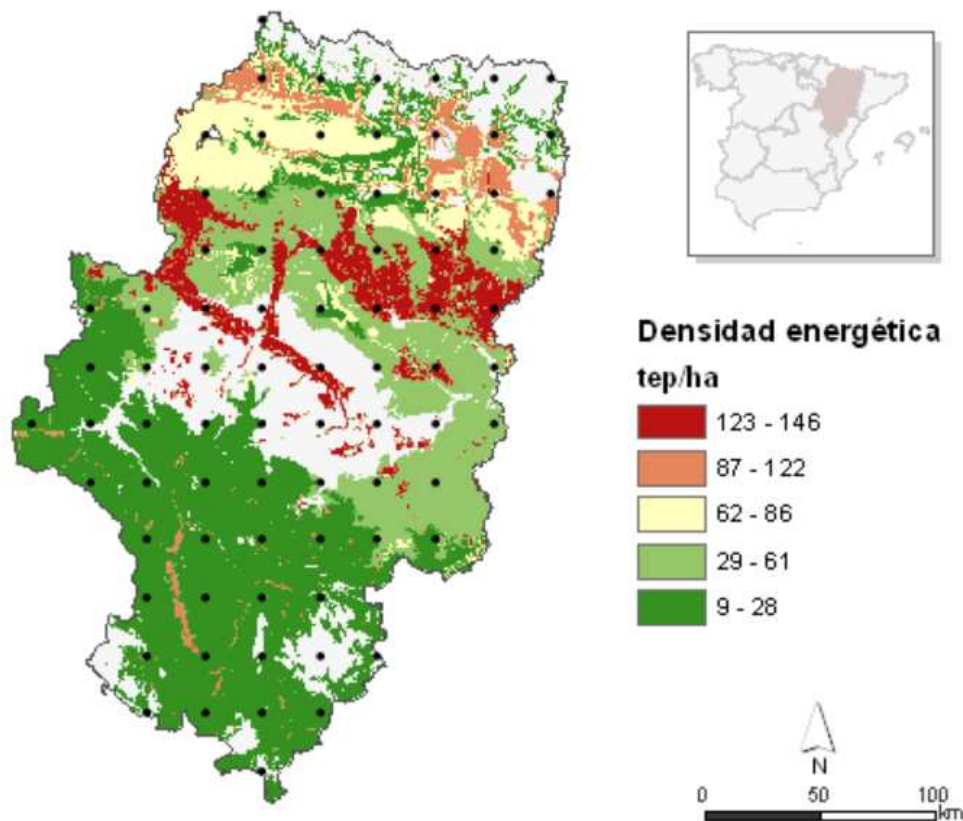 Densidad energética
tep/ha
123 - 146
87 - 122
62 - 86
29 - 61
9 - 28
N
0 50 100
km